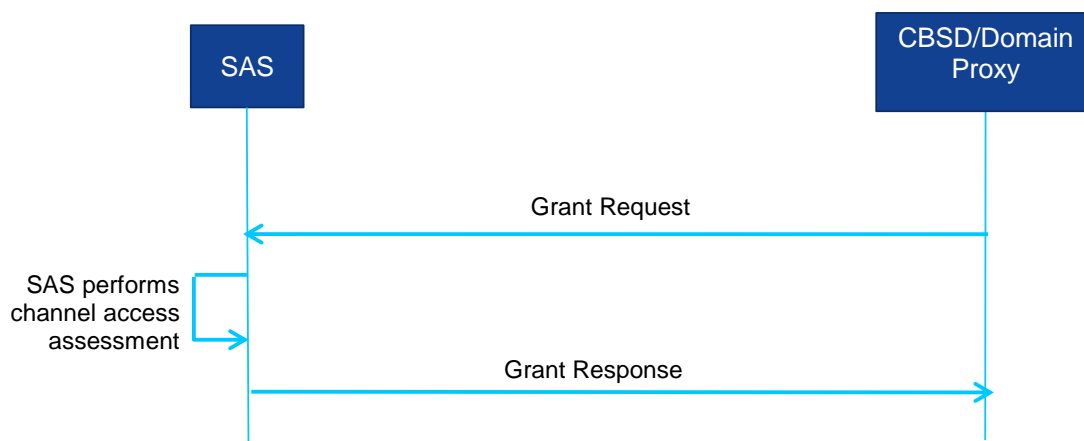 SAS
CBSD/Domain
Proxy
Grant Request
SAS performs
channel access
assessment
Grant Response